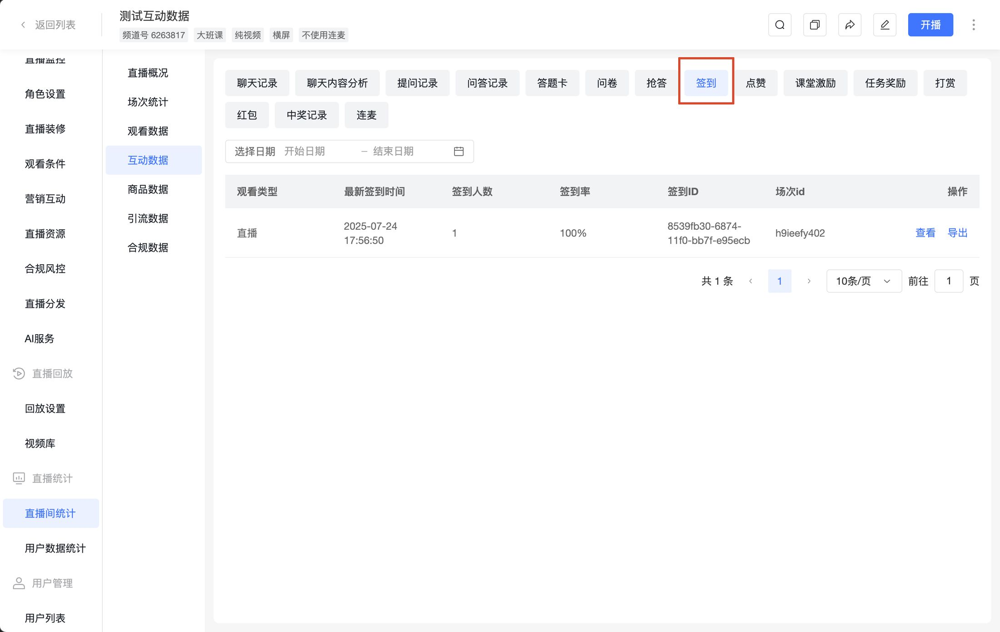 返回列表
测试互动数据
频道号 6263817
大班课
纯视频
横屏
不使用连麦
开播
直播监控
角色设置
直播装修
观看条件
营销互动
直播资源
合规风控
直播分发
AI服务
直播回放
回放设置
视频库
直播统计
直播间统计
用户数据统计
用户管理
用户列表
直播概况
场次统计
观看数据
互动数据
商品数据
引流数据
合规数据
聊天记录
聊天内容分析
提问记录
问答记录
答题卡
问卷
抢答
签到
点赞
课堂激励
任务奖励
打赏
红包
中奖记录
连麦
选择日期 开始日期 – 结束日期
观看类型 最新签到时间 签到人数 签到率 签到ID 场次id 操作
直播
2025-07-24
17:56:50
1
100%
8539fb30-6874-
11f0-bb7f-e95ecb
h9ieefy402
查看 导出
共 1 条
1
10条/页
前往 1 页